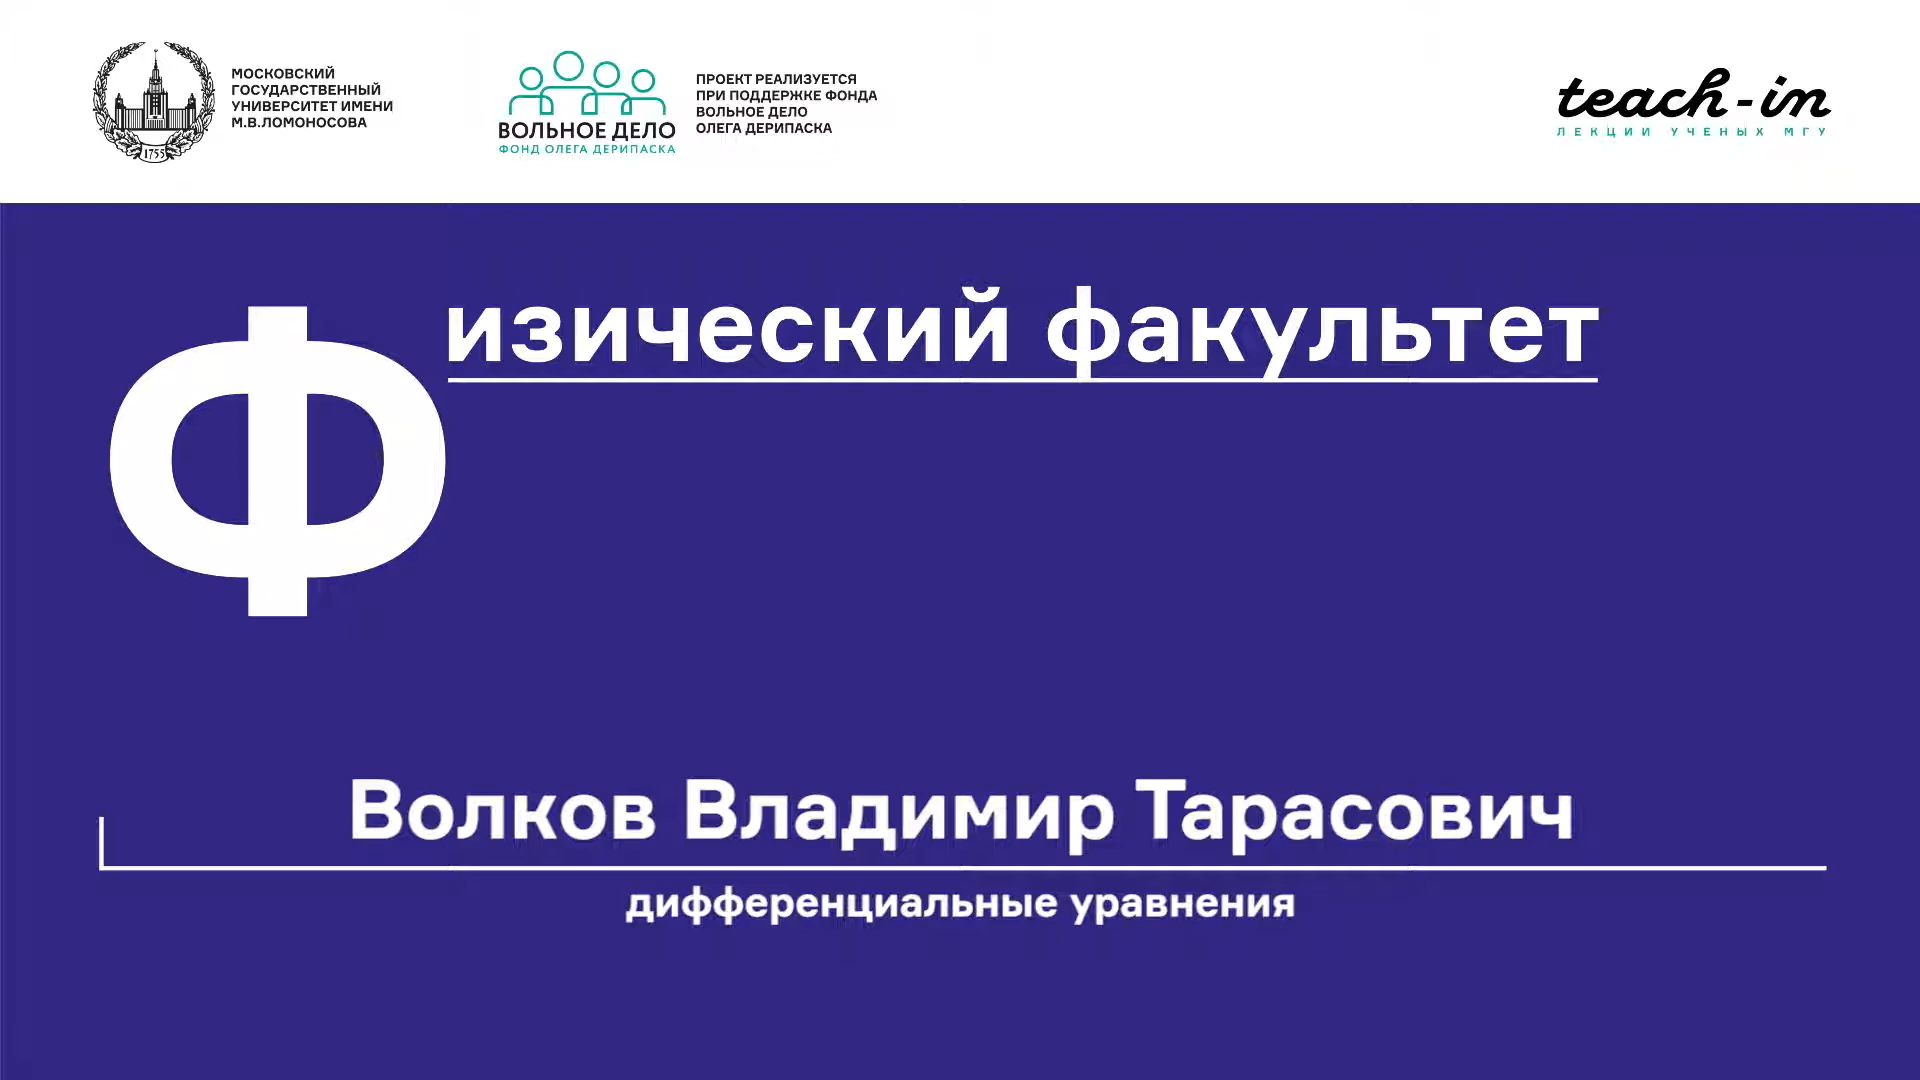 МОСКОВСКИЙ
ГОСУДАРСТВЕННЫЙ
УНИВЕРСИТЕТ ИМЕНИ
М.В.ЛОМОНОСОВА
1755
ВОЛЬНОЕ ДЕЛО
ФОНД ОЛЕГА ДЕРИПАСКА
ПРОЕКТ РЕАЛИЗУЕТСЯ
ПРИ ПОДДЕРЖКЕ ФОНДА
ВОЛЬНОЕ ДЕЛО
ОЛЕГА ДЕРИПАСКА
teach-in
ЛЕКЦИИ УЧЕНЫХ МГУ
Физический факультет
Волков Владимир Тарасович
дифференциальные уравнения